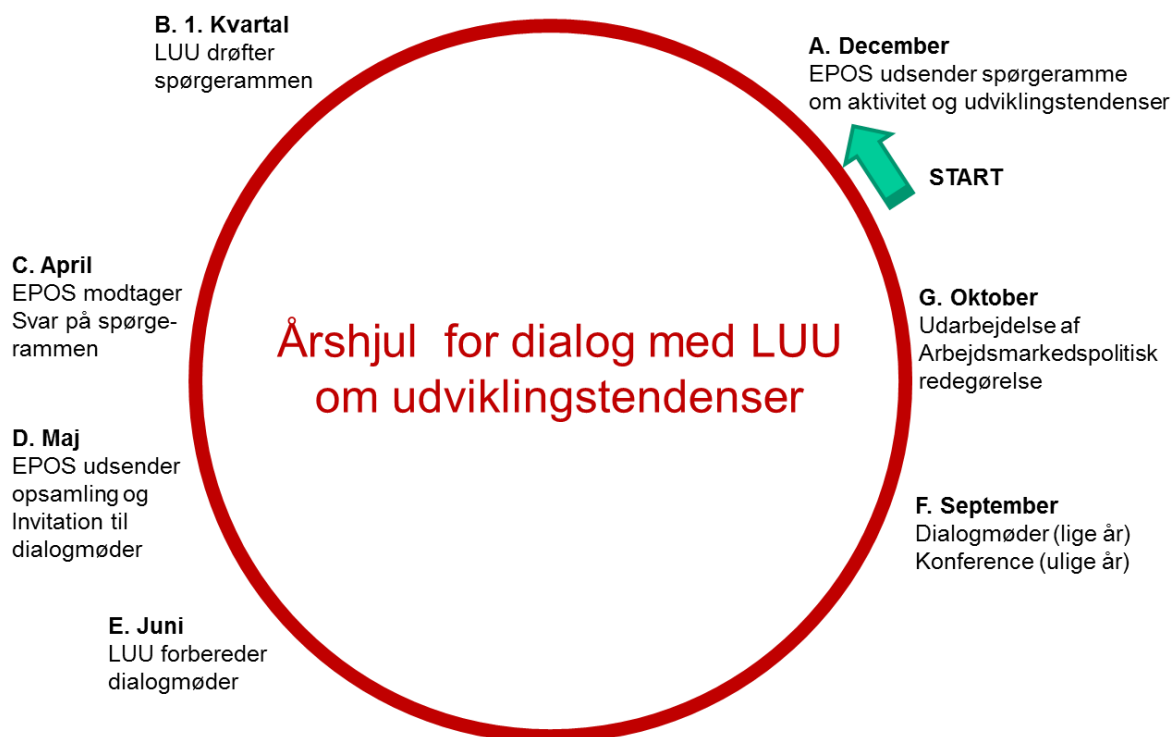 B. 1. Kvartal
LUU drøfter
spørgerammen
A. December
EPOS udsender spørgeramme
om aktivitet og udviklingstendenser
START
C. April
EPOS modtager
Svar på spørge-
rammen
G. Oktober
Udarbejdelse af
Arbejdsmarkedspolitisk
redegørelse
Årshjul for dialog med LUU
om udviklingstendenser
D. Maj
EPOS udsender
opsamling og
Invitation til
dialogmøder
F. September
Dialogmøder (lige år)
Konference (ulige år)
E. Juni
LUU forbereder
dialogmøder